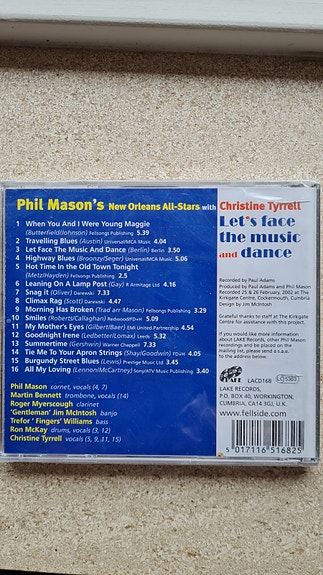 Phil Mason's New Orleans All-Stars with Christine Tyrrell
Let's face
the music
and dance
1 When You And I Were Young Maggie
(Butterfield/Johnson) Fellsongs Publishing 5.39
2 Travelling Blues (Austin) Universal/MCA Music 4.04
3 Let Face The Music And Dance (Berlin) Berlin 3.50
4 Highway Blues (Broonzy/Seger) Universal/MCA Music 5.06
5 Hot Time In the Old Town Tonight
(Metz/Hayden) Fellsongs Publishing 2.5
6 Leaning On A Lamp Post (Gay) R Armitage Ltd 4.16
7 Snag it (Oliver) Darewski 7.33
8 Climax Rag (Scott) Darewski 4.47
9 Morning Has Broken (Trad arr Mason) Fellsongs Publishing 3.29
10 Smiles (Roberts/Callaghan) Redwood/FDH 5.09
11 My Mother's Eyes (Gilbert/Baer) EMI United Partnership 4.54
12 Goodnight Irene (Ledbetter/Lomax) Leeds 5.32
13 Summertime (Gershwin) Warner Chappell 7.33
14 Tie Me To Your Apron Strings (Shay/Goodwin) FDH 4.05
15 Burgundy Street Blues (Lewis) Prestige Music Ltd 3.45
16 All My Loving (Lennon/McCartney) Sony/ATV Music Publishing 3.40
Phil Mason cornet, vocals (4, 7)
Martin Bennett trombone, vocals (14)
Roger Myerscough clarinet
'Gentleman' Jim McIntosh banjo
Trefor 'Fingers' Williams bass
Ron McKay drums, vocals (3, 12)
Christine Tyrrell vocals (5, 9, 11, 15)
Recorded by Paul Adams
Produced by Paul Adams and Phil Mason
Recorded 25 & 26 February, 2002 at The
Kirkgate Centre, Cockermouth, Cumbria
Design by Jim McIntosh
Grateful thanks to staff at the Kirkgate
Centre for assistance with this project.
If you would like more information
about LAKE Records, other Phil Mason
recordings and be placed on the
mailing list, please send a s.a.e.
to the address below.
LAKE
LACD168
LC 5383
LAKE RECORDS,
P.O. BOX 40, WORKINGTON,
CUMBRIA, CA14 3GJ, U.K.
www.fellside.com
5 017116 516825